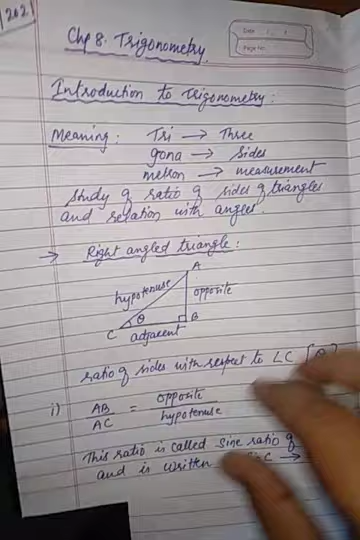 2021
Chp 8. Trigonometry.
Date / /
Page No.
Introduction to Trigonometry:
Meaning: Tri → Three
gona → Sides
metron → measurement
Study of ratio of sides of triangles
and relation with angles.
→ Right angled triangle:
A
hypotenuse
opposite
C θ B
adjacent
ratio of sides with respect to ∠C [θ]
i) AB/AC = opposite/hypotenuse
This ratio is called Sine ratio of
and is written C →